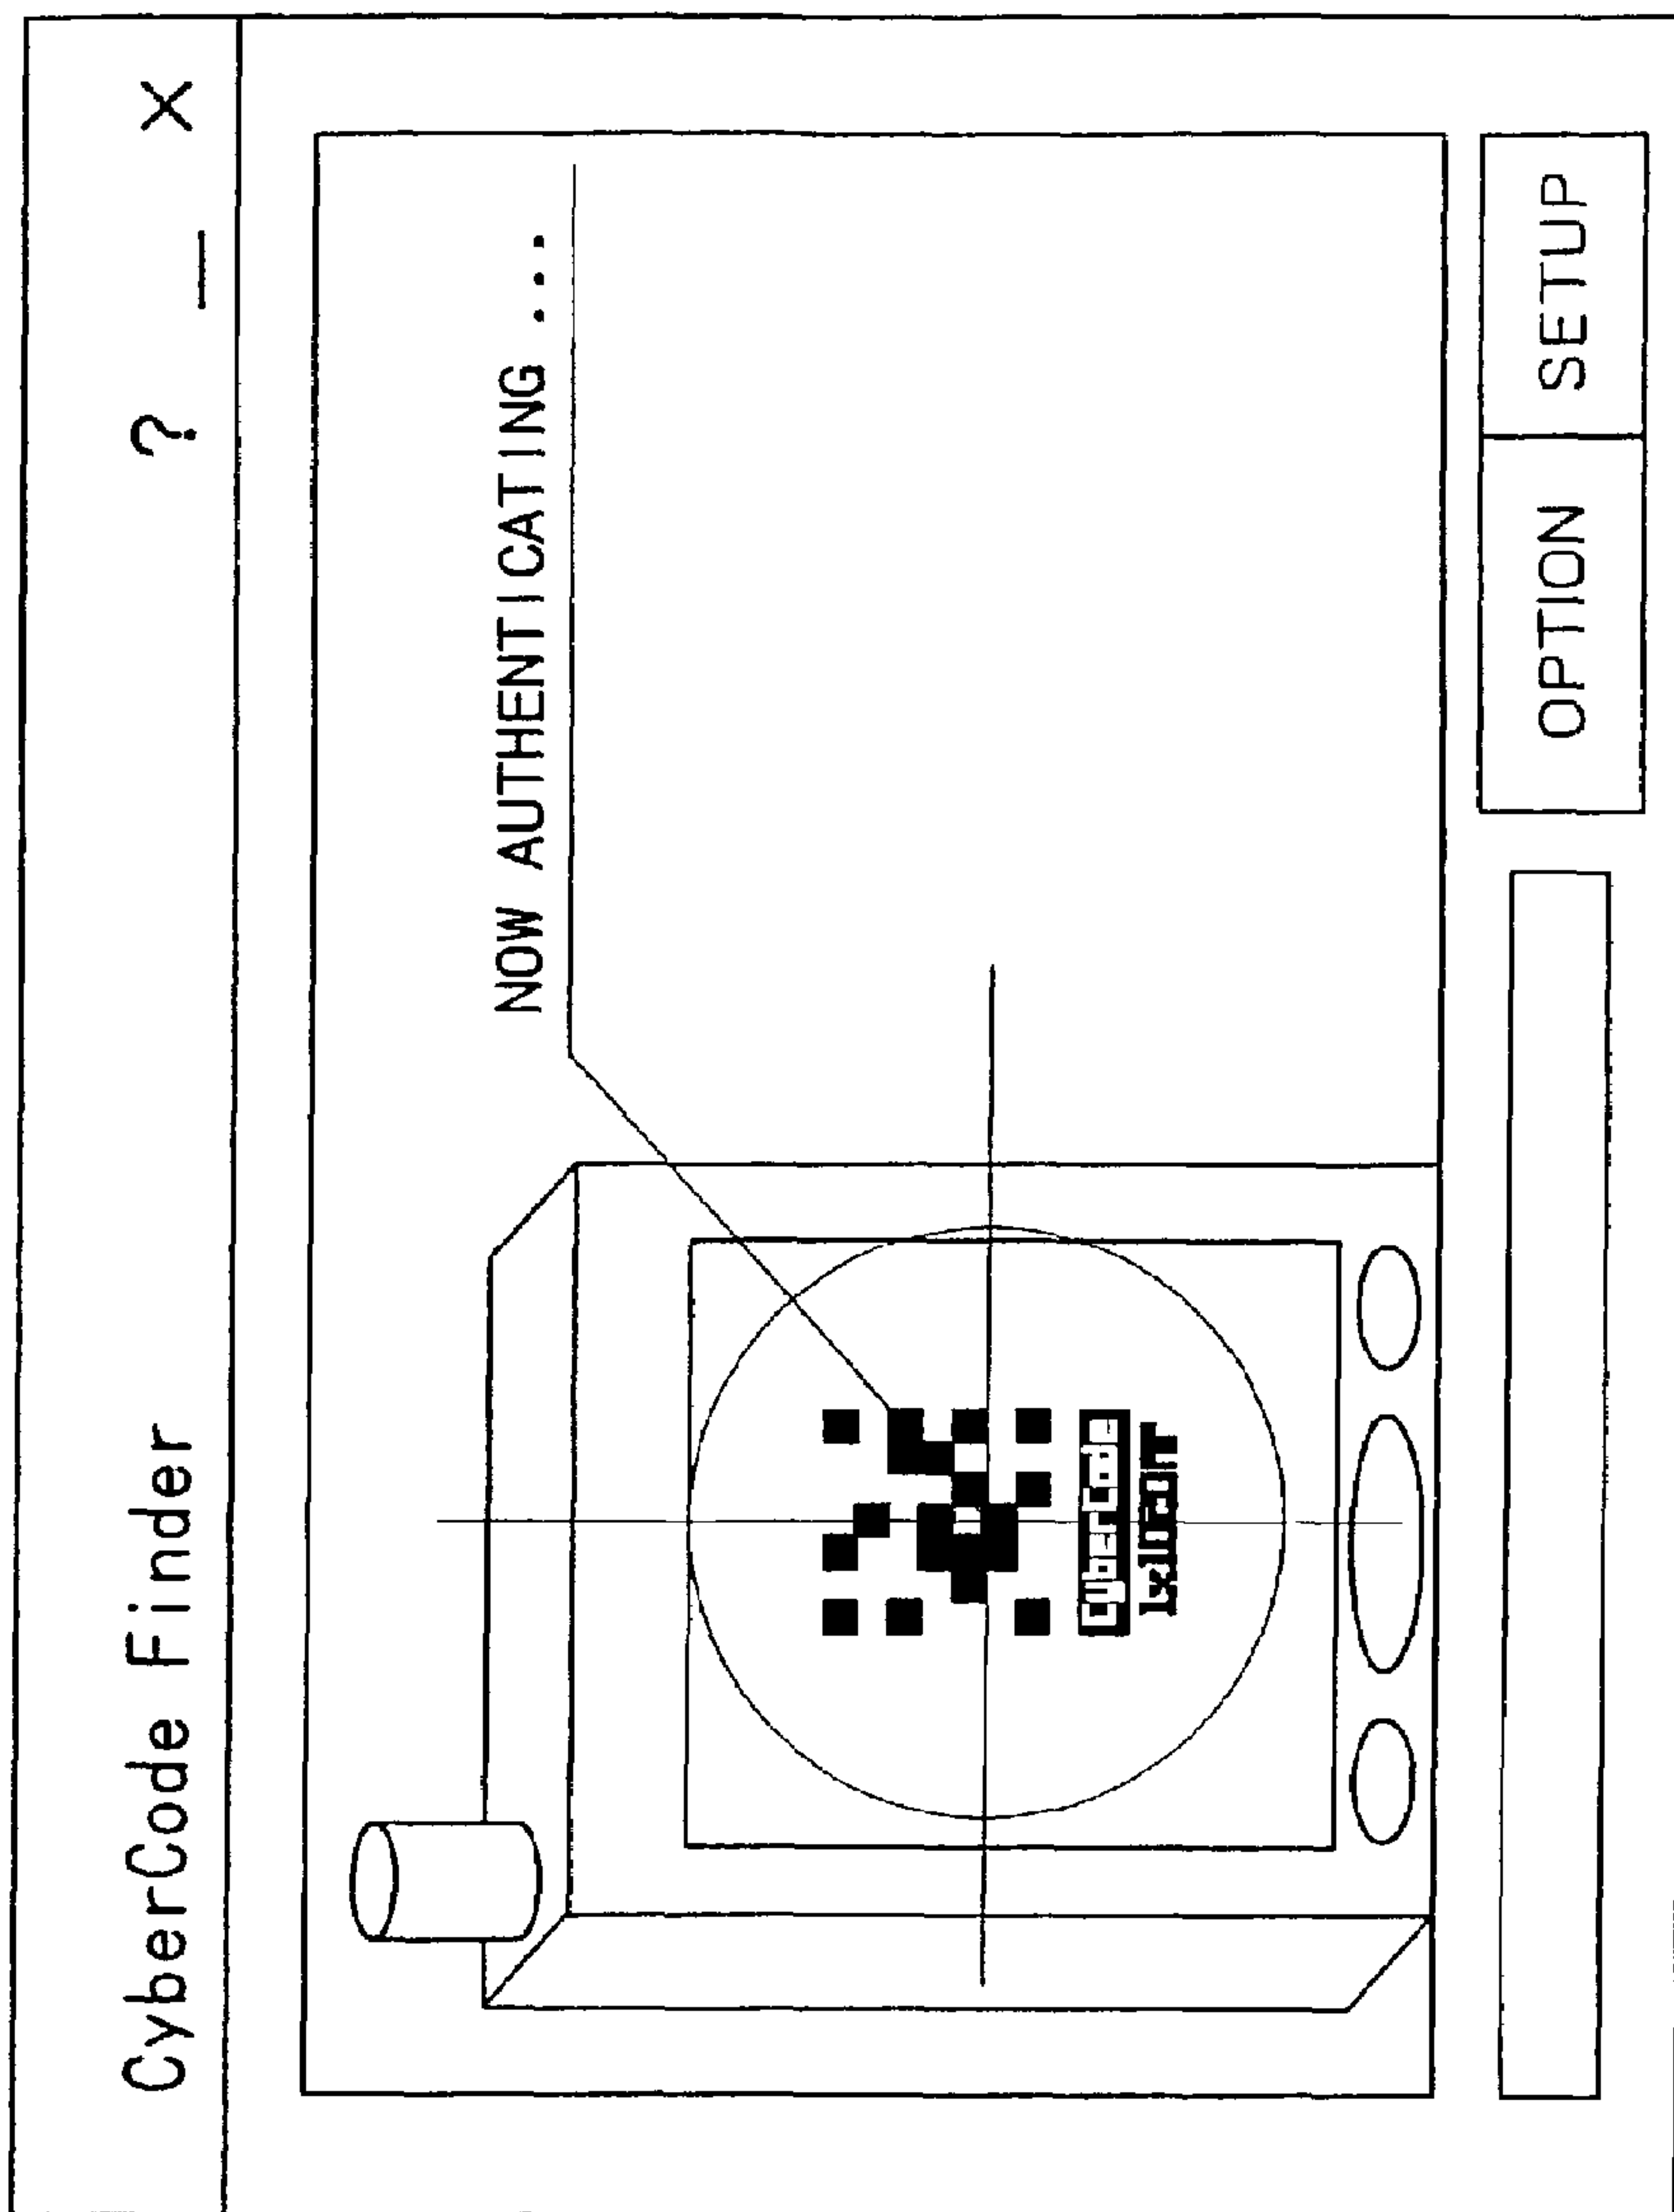 CyberCode Finder ? _ X
NOW AUTHENTICATING ...
CyberCode
OPTION SETUP